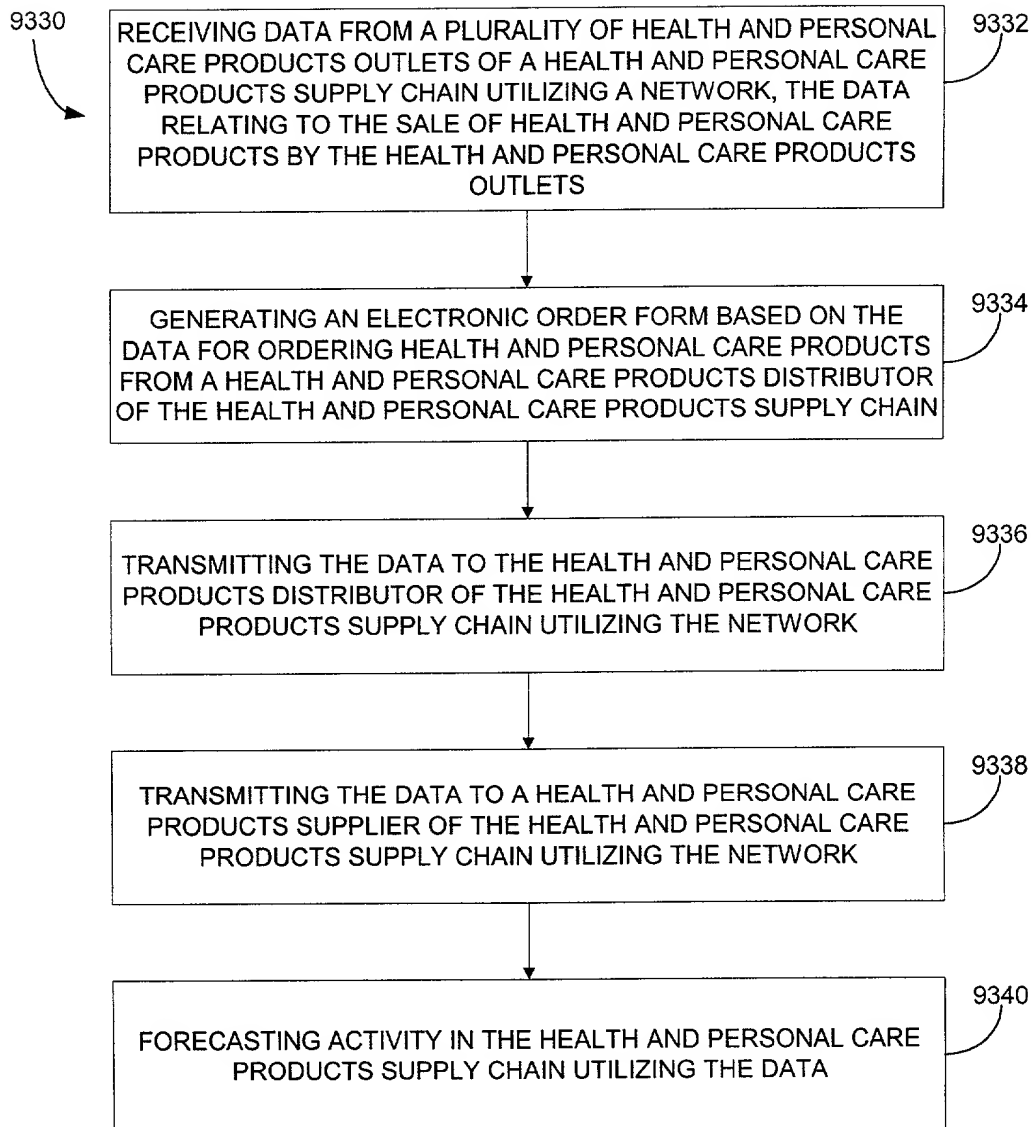 9330
RECEIVING DATA FROM A PLURALITY OF HEALTH AND PERSONAL
CARE PRODUCTS OUTLETS OF A HEALTH AND PERSONAL CARE
PRODUCTS SUPPLY CHAIN UTILIZING A NETWORK, THE DATA
RELATING TO THE SALE OF HEALTH AND PERSONAL CARE
PRODUCTS BY THE HEALTH AND PERSONAL CARE PRODUCTS
OUTLETS
9332
GENERATING AN ELECTRONIC ORDER FORM BASED ON THE
DATA FOR ORDERING HEALTH AND PERSONAL CARE PRODUCTS
FROM A HEALTH AND PERSONAL CARE PRODUCTS DISTRIBUTOR
OF THE HEALTH AND PERSONAL CARE PRODUCTS SUPPLY CHAIN
9334
TRANSMITTING THE DATA TO THE HEALTH AND PERSONAL CARE
PRODUCTS DISTRIBUTOR OF THE HEALTH AND PERSONAL CARE
PRODUCTS SUPPLY CHAIN UTILIZING THE NETWORK
9336
TRANSMITTING THE DATA TO A HEALTH AND PERSONAL CARE
PRODUCTS SUPPLIER OF THE HEALTH AND PERSONAL CARE
PRODUCTS SUPPLY CHAIN UTILIZING THE NETWORK
9338
FORECASTING ACTIVITY IN THE HEALTH AND PERSONAL CARE
PRODUCTS SUPPLY CHAIN UTILIZING THE DATA
9340